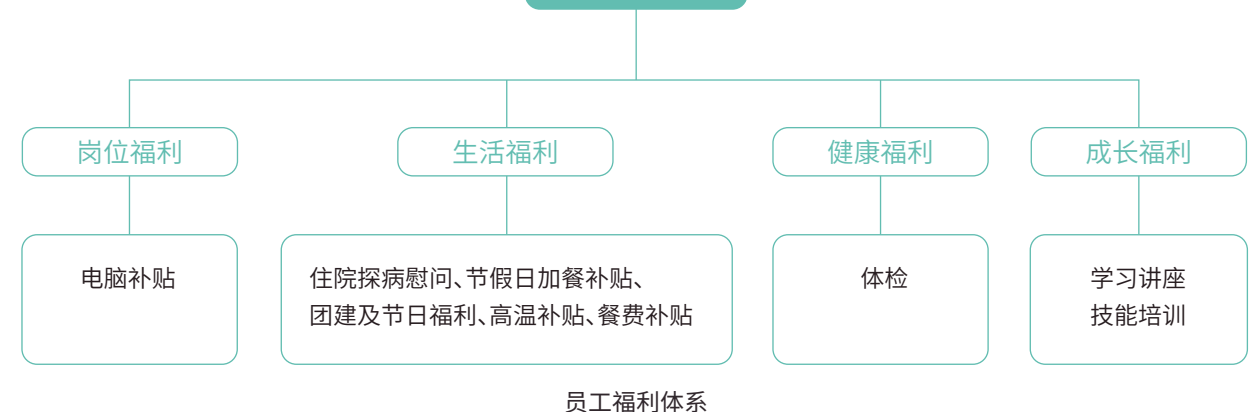 岗位福利
生活福利
健康福利
成长福利
电脑补贴
住院探病慰问、节假日加餐补贴、
团建及节日福利、高温补贴、餐费补贴
体检
学习讲座
技能培训
员工福利体系